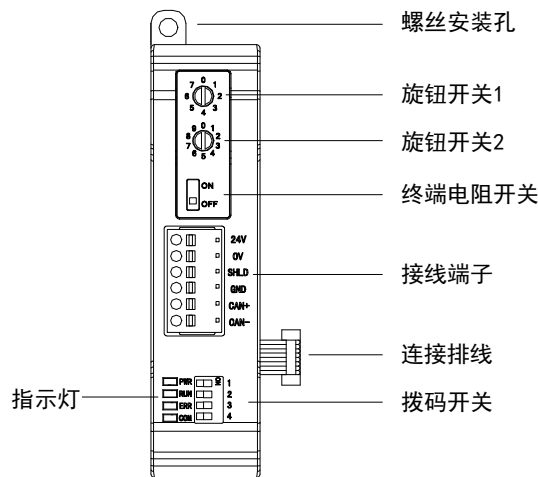 螺丝安装孔
0
7 1
6 2
5 3
4
旋钮开关1
0
9 1
8 2
7 3
6 4
5
旋钮开关2
ON
OFF
终端电阻开关
24V
0V
SHLD
GND
CAN+
CAN-
接线端子
连接排线
PWR ON 1
RUN 2
ERR 3
COM 4
指示灯
拨码开关